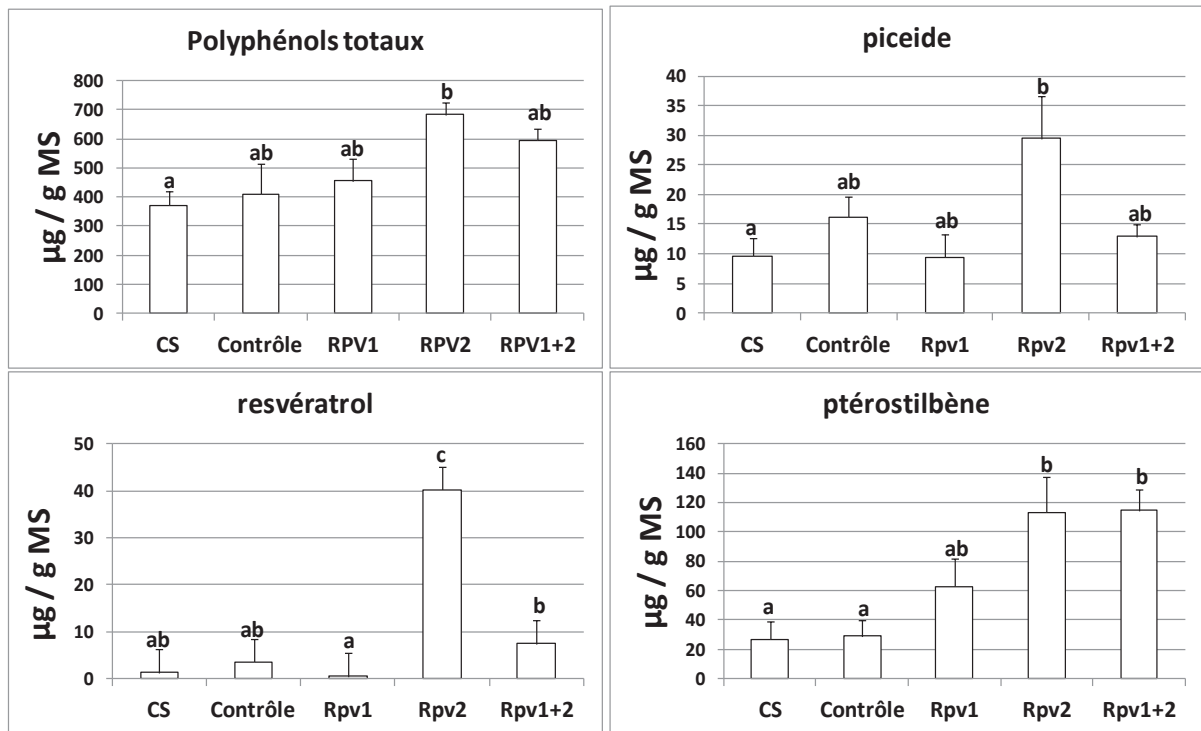 Polyphénols totaux
µg / g MS
800
700
600
500
400
300
200
100
0
a
ab
ab
b
ab
CS Contrôle RPV1 RPV2 RPV1+2
piceide
µg / g MS
40
35
30
25
20
15
10
5
0
a
ab
ab
b
ab
CS Contrôle Rpv1 Rpv2 Rpv1+2
resvératrol
µg / g MS
50
40
30
20
10
0
ab
ab
a
c
b
CS Contrôle Rpv1 Rpv2 Rpv1+2
ptérostilbène
µg / g MS
160
140
120
100
80
60
40
20
0
a
a
ab
b
b
CS Contrôle Rpv1 Rpv2 Rpv1+2